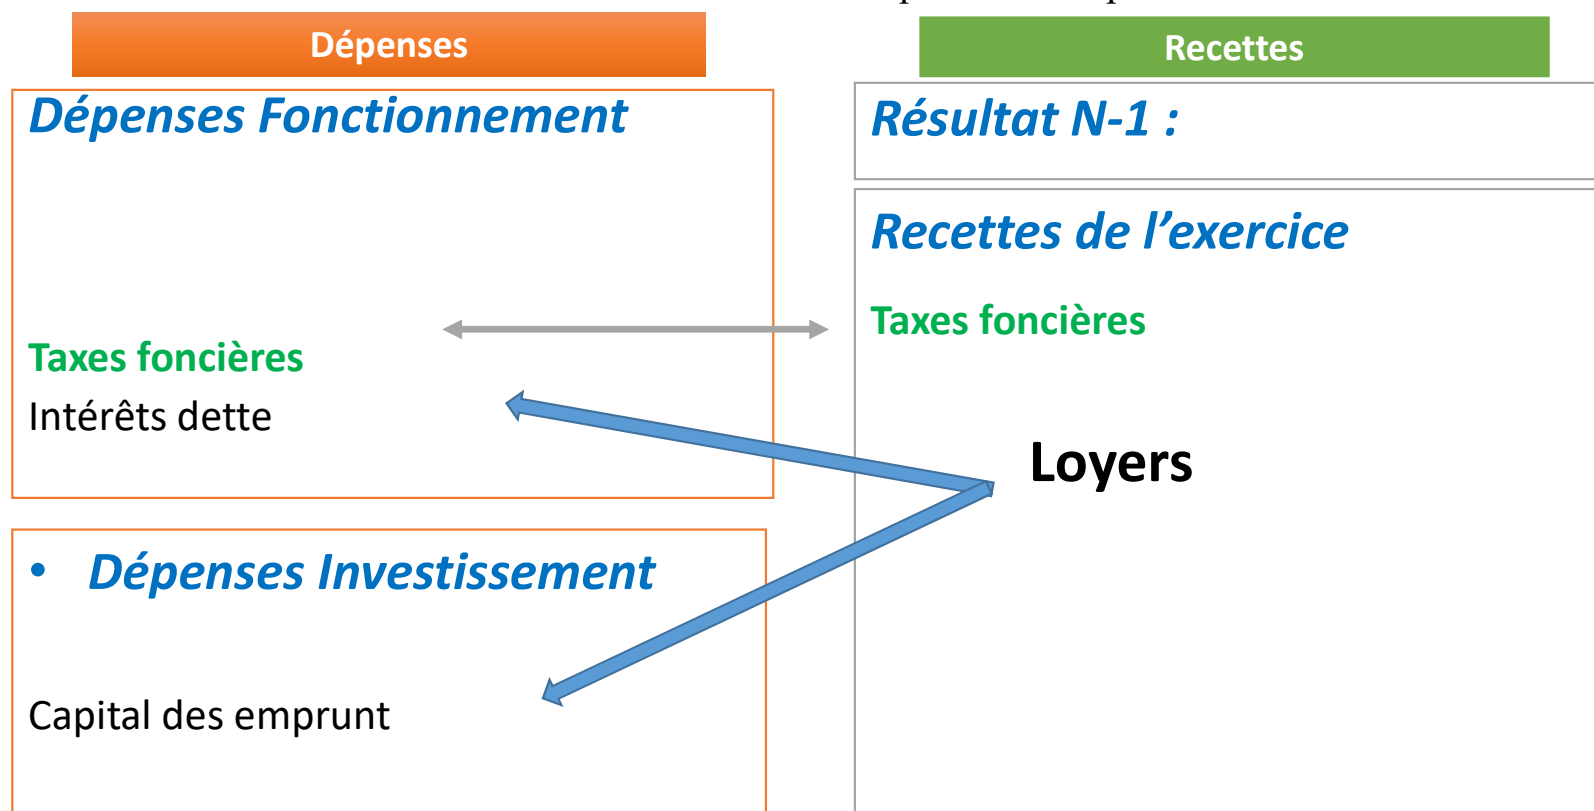 Dépenses
Dépenses Fonctionnement
Taxes foncières
Intérêts dette
• Dépenses Investissement
Capital des emprunt
Recettes
Résultat N-1 :
Recettes de l’exercice
Taxes foncières
Loyers